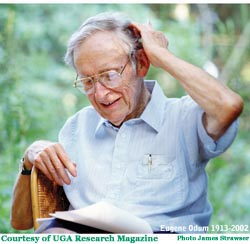 Eugene Odum 1913-2002
Courtesy of UGA Research Magazine
Photo James Strawser